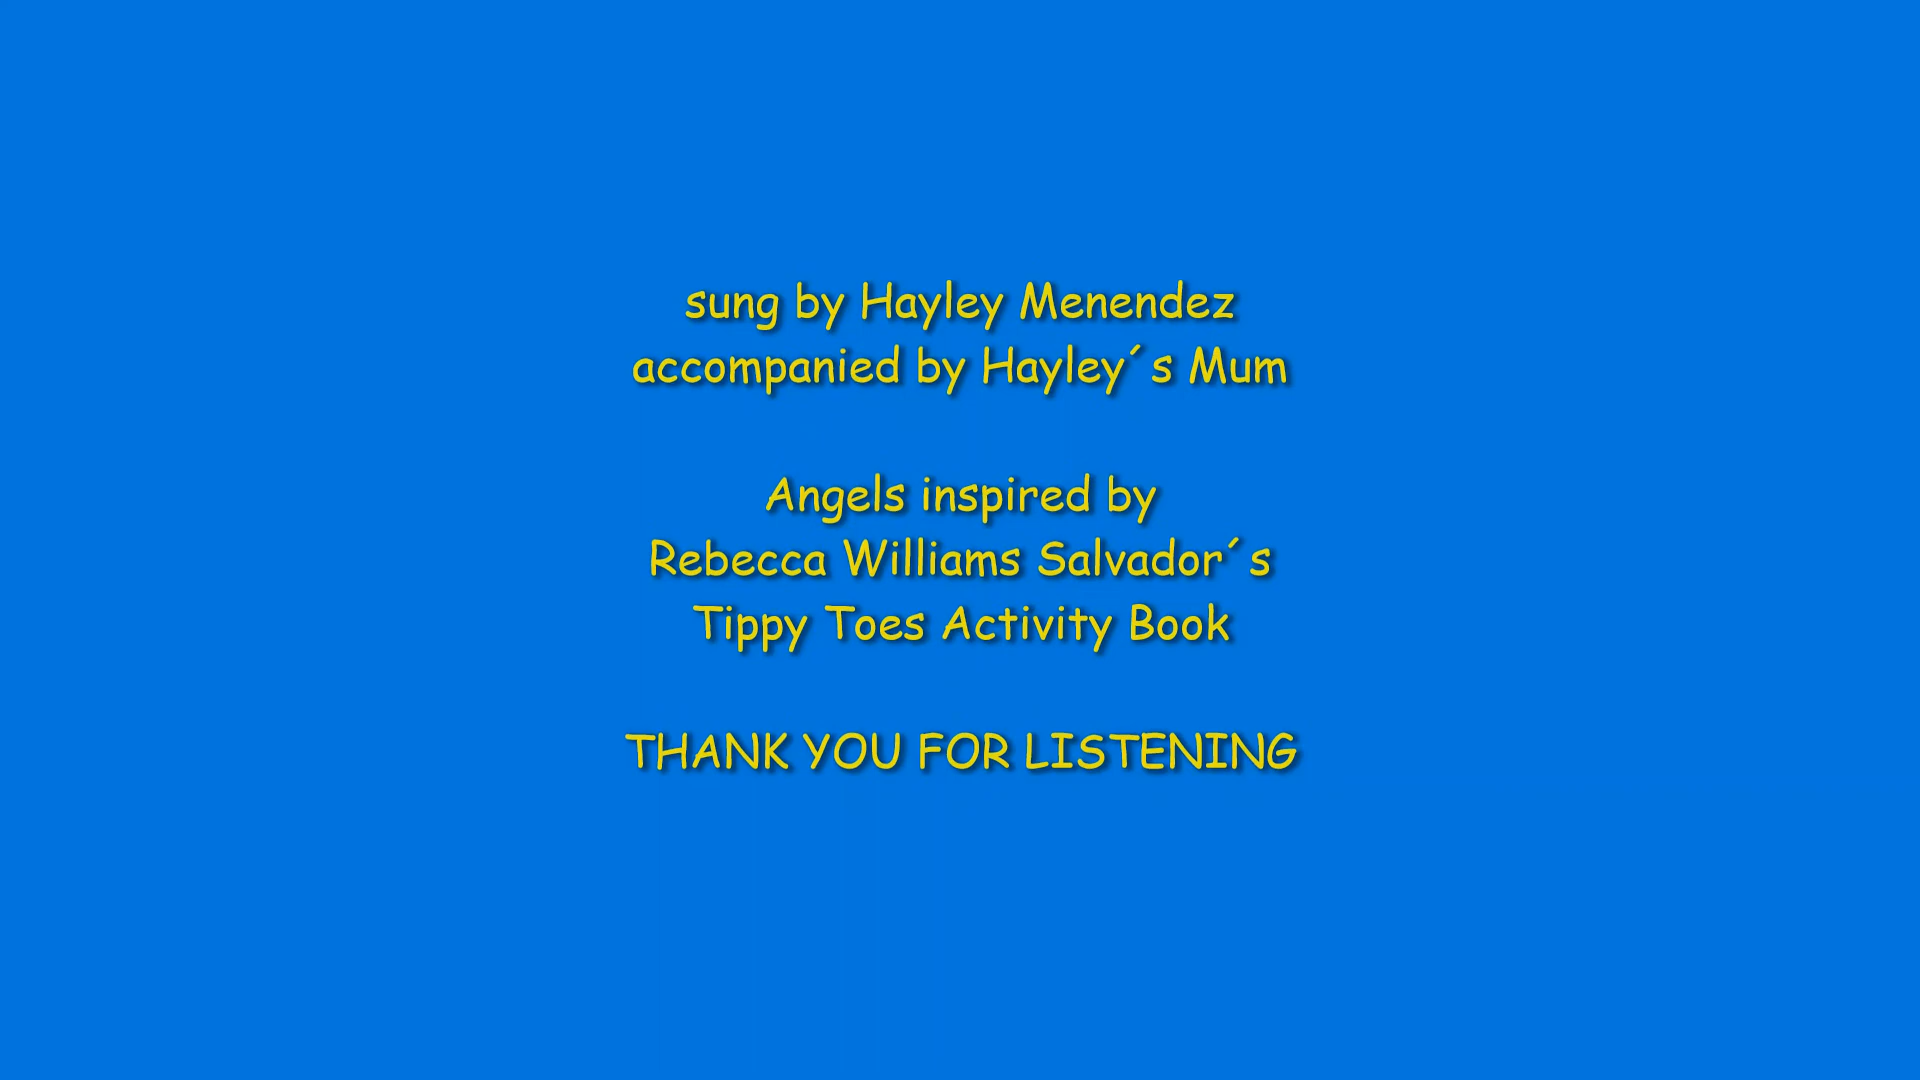 sung by Hayley Menendez
accompanied by Hayley´s Mum
Angels inspired by
Rebecca Williams Salvador´s
Tippy Toes Activity Book
THANK YOU FOR LISTENING